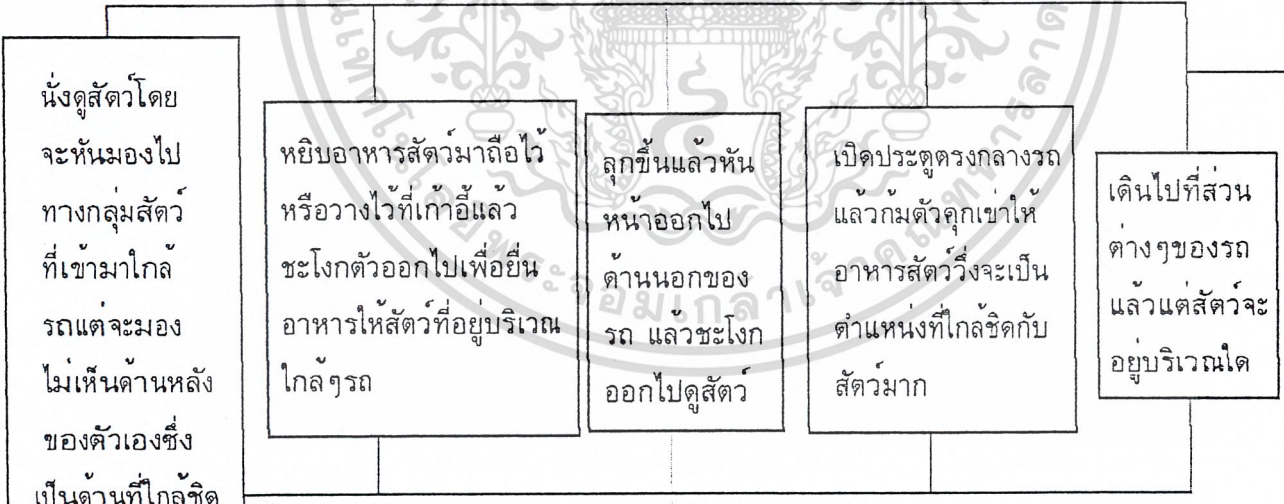 นั่งดูสัตว์โดย
จะหันมองไป
ทางกลุ่มสัตว์
ที่เข้ามาใกล้
รถแต่จะมอง
ไม่เห็นด้านหลัง
ของตัวเองซึ่ง
เป็นด้านที่ใกล้ชิด
หยิบอาหารสัตว์มาถือไว้
หรือวางไว้ที่เก้าอี้แล้ว
ชะโงกตัวออกไปเพื่อยื่น
อาหารให้สัตว์ที่อยู่บริเวณ
ใกล้ๆรถ
ลุกขึ้นแล้วหัน
หน้าออกไป
ด้านนอกของ
รถ แล้วชะโงก
ออกไปดูสัตว์
เปิดประตูตรงกลางรถ
แล้วก้มตัวคุกเข่าให้
อาหารสัตว์วึ่งจะเป็น
ตำแหน่งที่ใกล้ชิดกับ
สัตว์มาก
เดินไปที่ส่วน
ต่างๆของรถ
แล้วแต่สัตว์จะ
อยู่บริเวณใด